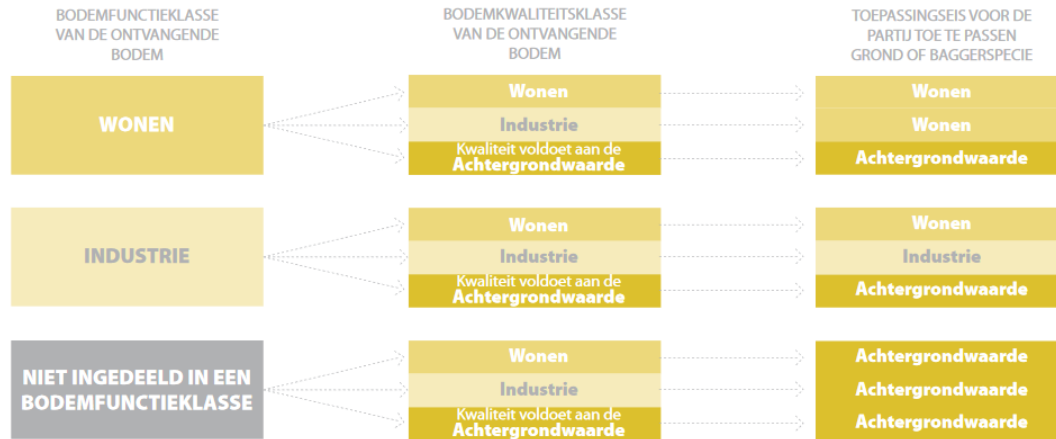 BODEMFUNCTIEKLASSE
VAN DE ONTVANGENDE
BODEM
BODEMKWALITEITSKLASSE
VAN DE ONTVANGENDE
BODEM
TOEPASSINGSEIS VOOR DE
PARTIJ TOE TE PASSEN
GROND OF BAGGERSPECIE
WONEN
Wonen
Industrie
Kwaliteit voldoet aan de
Achtergrondwaarde
Wonen
Wonen
Achtergrondwaarde
INDUSTRIE
Wonen
Industrie
Kwaliteit voldoet aan de
Achtergrondwaarde
Wonen
Industrie
Achtergrondwaarde
NIET INGEDEELD IN EEN
BODEMFUNCTIEKLASSE
Wonen
Industrie
Kwaliteit voldoet aan de
Achtergrondwaarde
Achtergrondwaarde
Achtergrondwaarde
Achtergrondwaarde